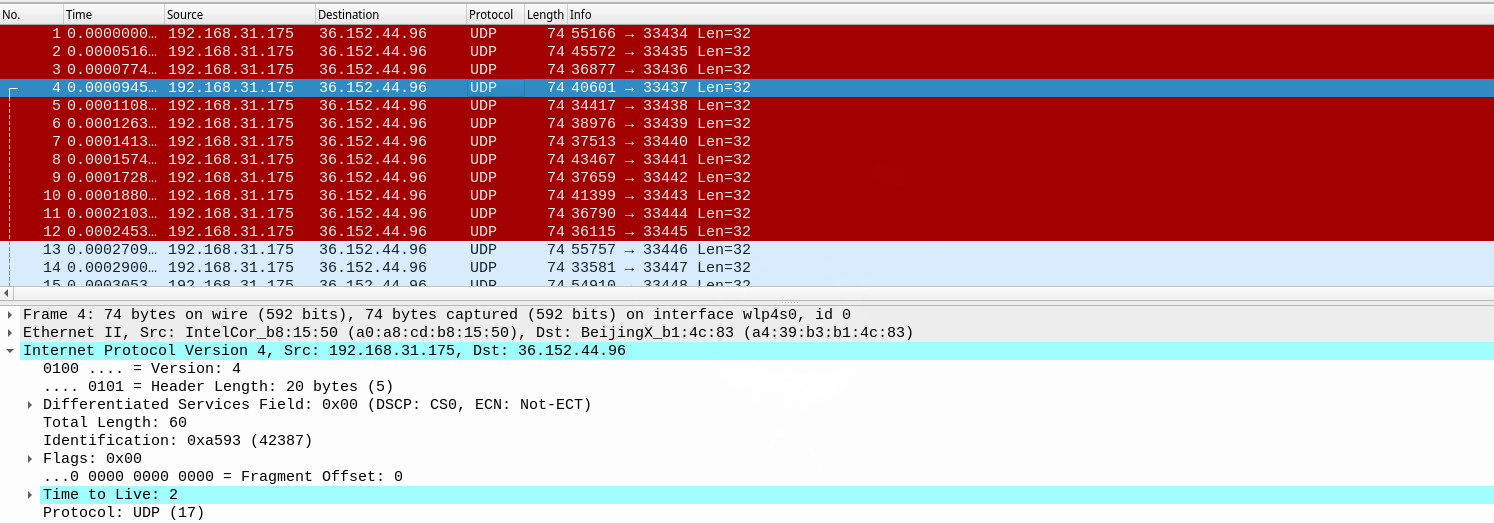 No. Time Source Destination Protocol Length Info
1 0.0000000… 192.168.31.175 36.152.44.96 UDP 74 55166 → 33434 Len=32
2 0.0000516… 192.168.31.175 36.152.44.96 UDP 74 45572 → 33435 Len=32
3 0.0000774… 192.168.31.175 36.152.44.96 UDP 74 36877 → 33436 Len=32
4 0.0000945… 192.168.31.175 36.152.44.96 UDP 74 40601 → 33437 Len=32
5 0.0001108… 192.168.31.175 36.152.44.96 UDP 74 34417 → 33438 Len=32
6 0.0001263… 192.168.31.175 36.152.44.96 UDP 74 38976 → 33439 Len=32
7 0.0001413… 192.168.31.175 36.152.44.96 UDP 74 37513 → 33440 Len=32
8 0.0001574… 192.168.31.175 36.152.44.96 UDP 74 43467 → 33441 Len=32
9 0.0001728… 192.168.31.175 36.152.44.96 UDP 74 37659 → 33442 Len=32
10 0.0001880… 192.168.31.175 36.152.44.96 UDP 74 41399 → 33443 Len=32
11 0.0002103… 192.168.31.175 36.152.44.96 UDP 74 36790 → 33444 Len=32
12 0.0002453… 192.168.31.175 36.152.44.96 UDP 74 36115 → 33445 Len=32
13 0.0002709… 192.168.31.175 36.152.44.96 UDP 74 55757 → 33446 Len=32
14 0.0002900… 192.168.31.175 36.152.44.96 UDP 74 33581 → 33447 Len=32
15 0.0003053… 192.168.31.175 36.152.44.96 UDP 74 54910 → 33448 Len=32
Frame 4: 74 bytes on wire (592 bits), 74 bytes captured (592 bits) on interface wlp4s0, id 0
Ethernet II, Src: IntelCor_b8:15:50 (a0:a8:cd:b8:15:50), Dst: BeijingX_b1:4c:83 (a4:39:b3:b1:4c:83)
Internet Protocol Version 4, Src: 192.168.31.175, Dst: 36.152.44.96
0100 .... = Version: 4
.... 0101 = Header Length: 20 bytes (5)
Differentiated Services Field: 0x00 (DSCP: CS0, ECN: Not-ECT)
Total Length: 60
Identification: 0xa593 (42387)
Flags: 0x00
...0 0000 0000 0000 = Fragment Offset: 0
Time to Live: 2
Protocol: UDP (17)